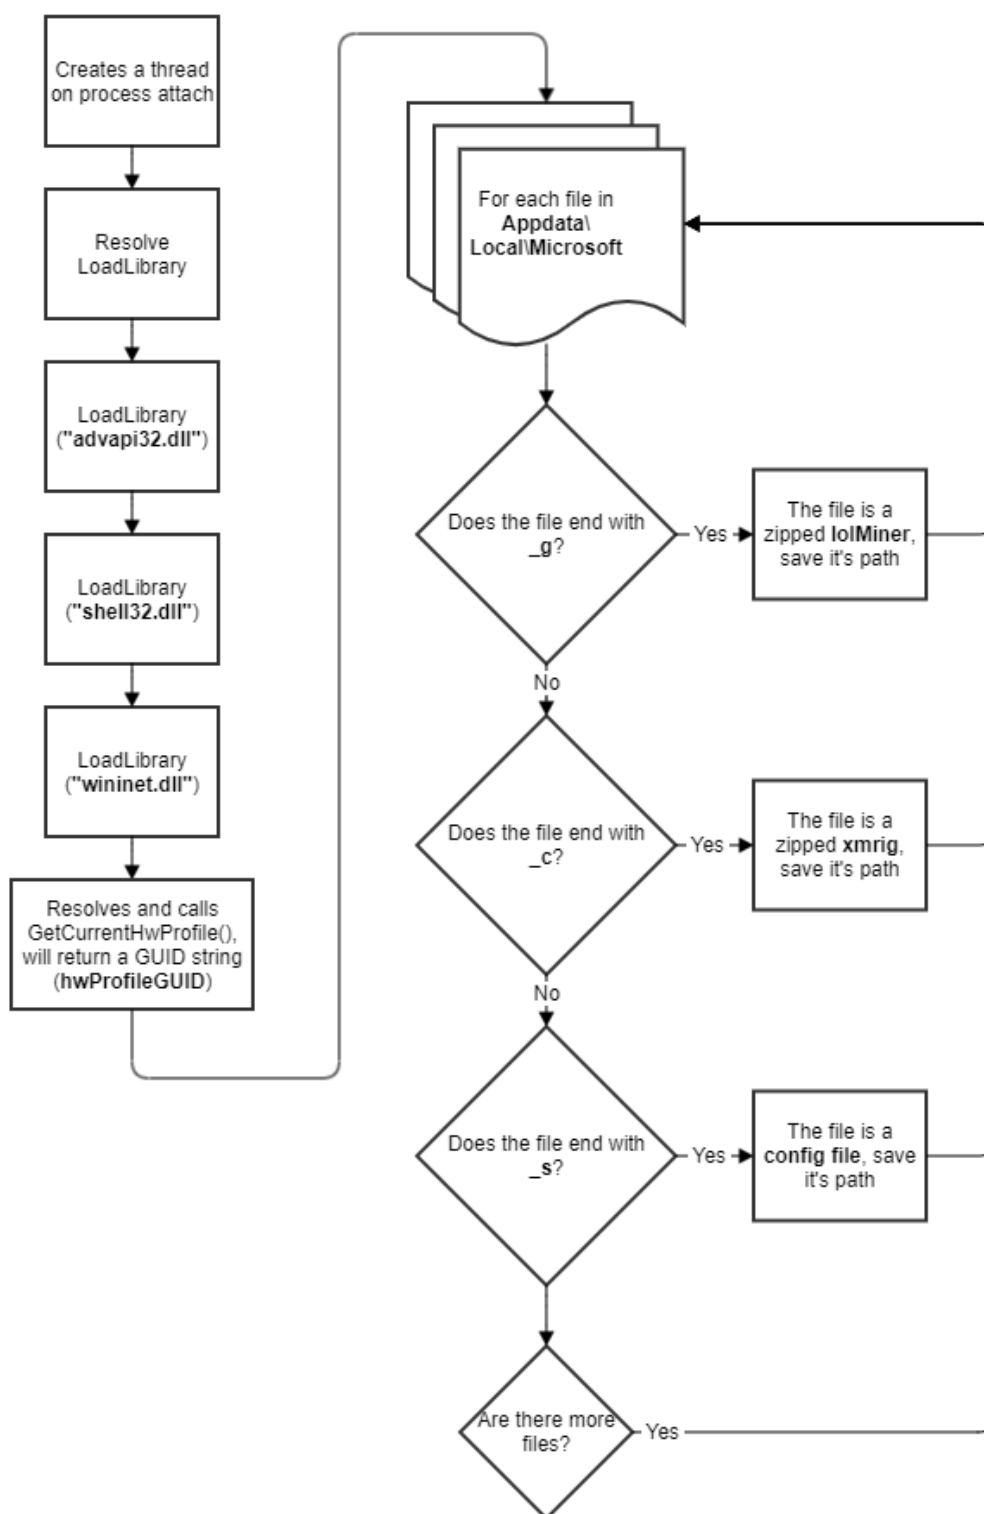 Creates a thread
on process attach
Resolve
LoadLibrary
LoadLibrary
("advapi32.dll")
LoadLibrary
("shell32.dll")
LoadLibrary
("wininet.dll")
Resolves and calls
GetCurrentHwProfile(),
will return a GUID string
(hwProfileGUID)
For each file in
Appdata\
Local\Microsoft
Does the file end with
_g?
Yes
The file is a
zipped lolMiner,
save it's path
No
Does the file end with
_c?
Yes
The file is a
zipped xmrig,
save it's path
No
Does the file end with
_s?
Yes
The file is a
config file, save
it's path
Are there more
files?
Yes